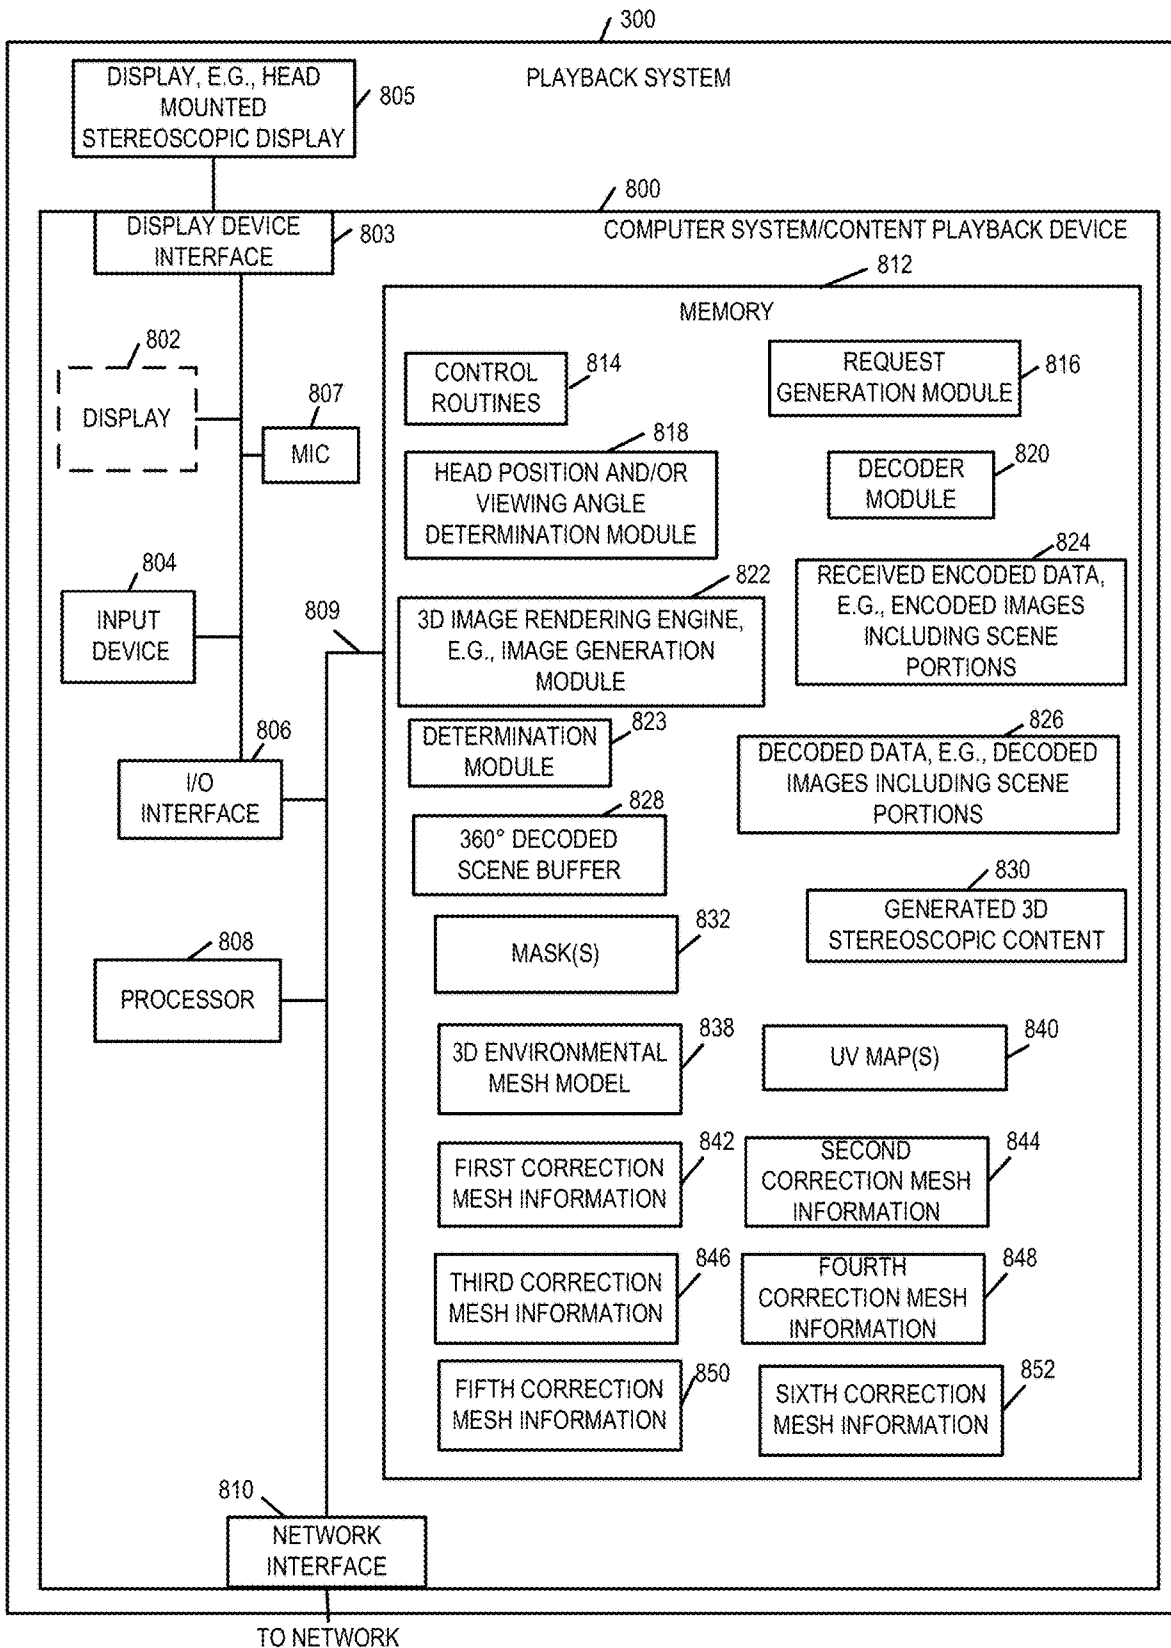 300
PLAYBACK SYSTEM
DISPLAY, E.G., HEAD
MOUNTED
STEREOSCOPIC DISPLAY
805
800
COMPUTER SYSTEM/CONTENT PLAYBACK DEVICE
DISPLAY DEVICE
INTERFACE
803
802
DISPLAY
807
MIC
804
INPUT
DEVICE
806
I/O
INTERFACE
808
PROCESSOR
809
810
NETWORK
INTERFACE
TO NETWORK
812
MEMORY
CONTROL
ROUTINES
814
REQUEST
GENERATION MODULE
816
818
HEAD POSITION AND/OR
VIEWING ANGLE
DETERMINATION MODULE
DECODER
MODULE
820
822
3D IMAGE RENDERING ENGINE,
E.G., IMAGE GENERATION
MODULE
824
RECEIVED ENCODED DATA,
E.G., ENCODED IMAGES
INCLUDING SCENE
PORTIONS
DETERMINATION
MODULE
823
826
DECODED DATA, E.G., DECODED
IMAGES INCLUDING SCENE
PORTIONS
828
360° DECODED
SCENE BUFFER
830
GENERATED 3D
STEREOSCOPIC CONTENT
MASK(S)
832
3D ENVIRONMENTAL
MESH MODEL
838
UV MAP(S)
840
FIRST CORRECTION
MESH INFORMATION
842
SECOND
CORRECTION MESH
INFORMATION
844
THIRD CORRECTION
MESH INFORMATION
846
FOURTH
CORRECTION MESH
INFORMATION
848
FIFTH CORRECTION
MESH INFORMATION
850
SIXTH CORRECTION
MESH INFORMATION
852